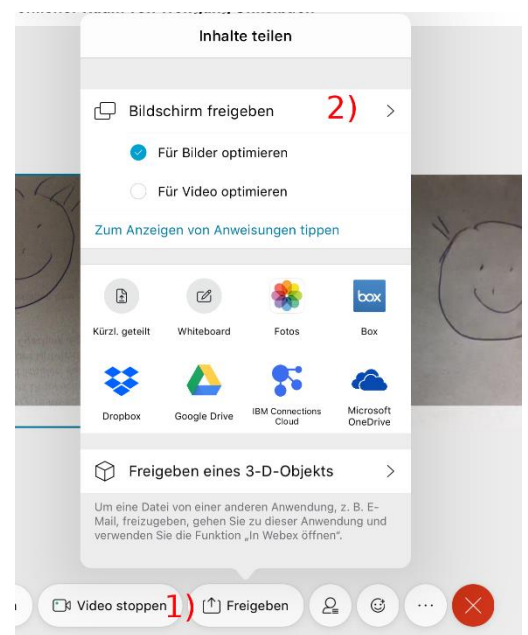 Inhalte teilen
Bildschirm freigeben 2)
Für Bilder optimieren
Für Video optimieren
Zum Anzeigen von Anweisungen tippen
box
Kürzl. geteilt Whiteboard Fotos Box
Dropbox Google Drive IBM Connections Cloud Microsoft OneDrive
Freigeben eines 3-D-Objekts
Um eine Datei von einer anderen Anwendung, z. B. E-
Mail, freizugeben, gehen Sie zu dieser Anwendung und
verwenden Sie die Funktion „In Webex öffnen“.
Video stoppen 1) Freigeben